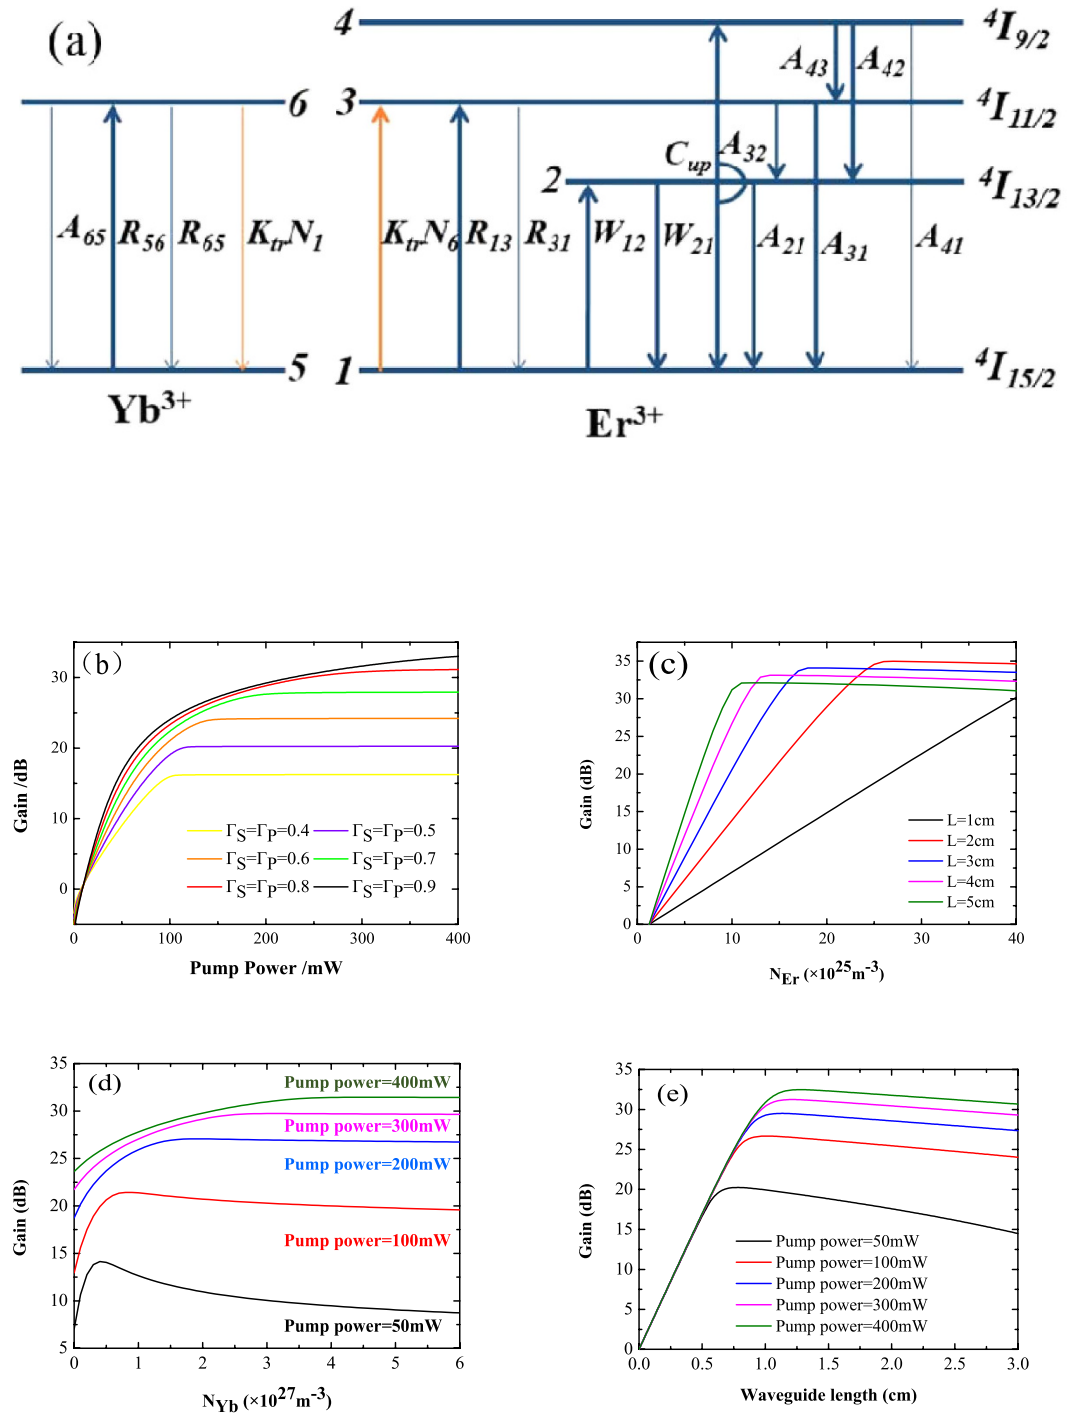 (a)
4
⁴I₉/₂
A₄₃ A₄₂
6 3
⁴I₁₁/₂
C_up A₃₂
2
⁴I₁₃/₂
A₆₅ R₅₆ R₆₅ K_trN₁ K_trN₆ R₁₃ R₃₁ W₁₂ W₂₁ A₂₁ A₃₁ A₄₁
5 1
⁴I₁₅/₂
Yb³⁺
Er³⁺
(b)
Gain /dB
30
20
10
0
Γ_S=Γ_P=0.4 Γ_S=Γ_P=0.5
Γ_S=Γ_P=0.6 Γ_S=Γ_P=0.7
Γ_S=Γ_P=0.8 Γ_S=Γ_P=0.9
0 100 200 300 400
Pump Power /mW
(c)
Gain (dB)
35
30
25
20
15
10
5
0
L=1cm
L=2cm
L=3cm
L=4cm
L=5cm
10 20 30 40
N_Er (×10²⁵m⁻³)
(d)
Gain (dB)
35
30
25
20
15
10
5
Pump power=400mW
Pump power=300mW
Pump power=200mW
Pump power=100mW
Pump power=50mW
0 1 2 3 4 5 6
N_Yb (×10²⁷m⁻³)
(e)
Gain (dB)
35
30
25
20
15
10
5
0
Pump power=50mW
Pump power=100mW
Pump power=200mW
Pump power=300mW
Pump power=400mW
0.0 0.5 1.0 1.5 2.0 2.5 3.0
Waveguide length (cm)